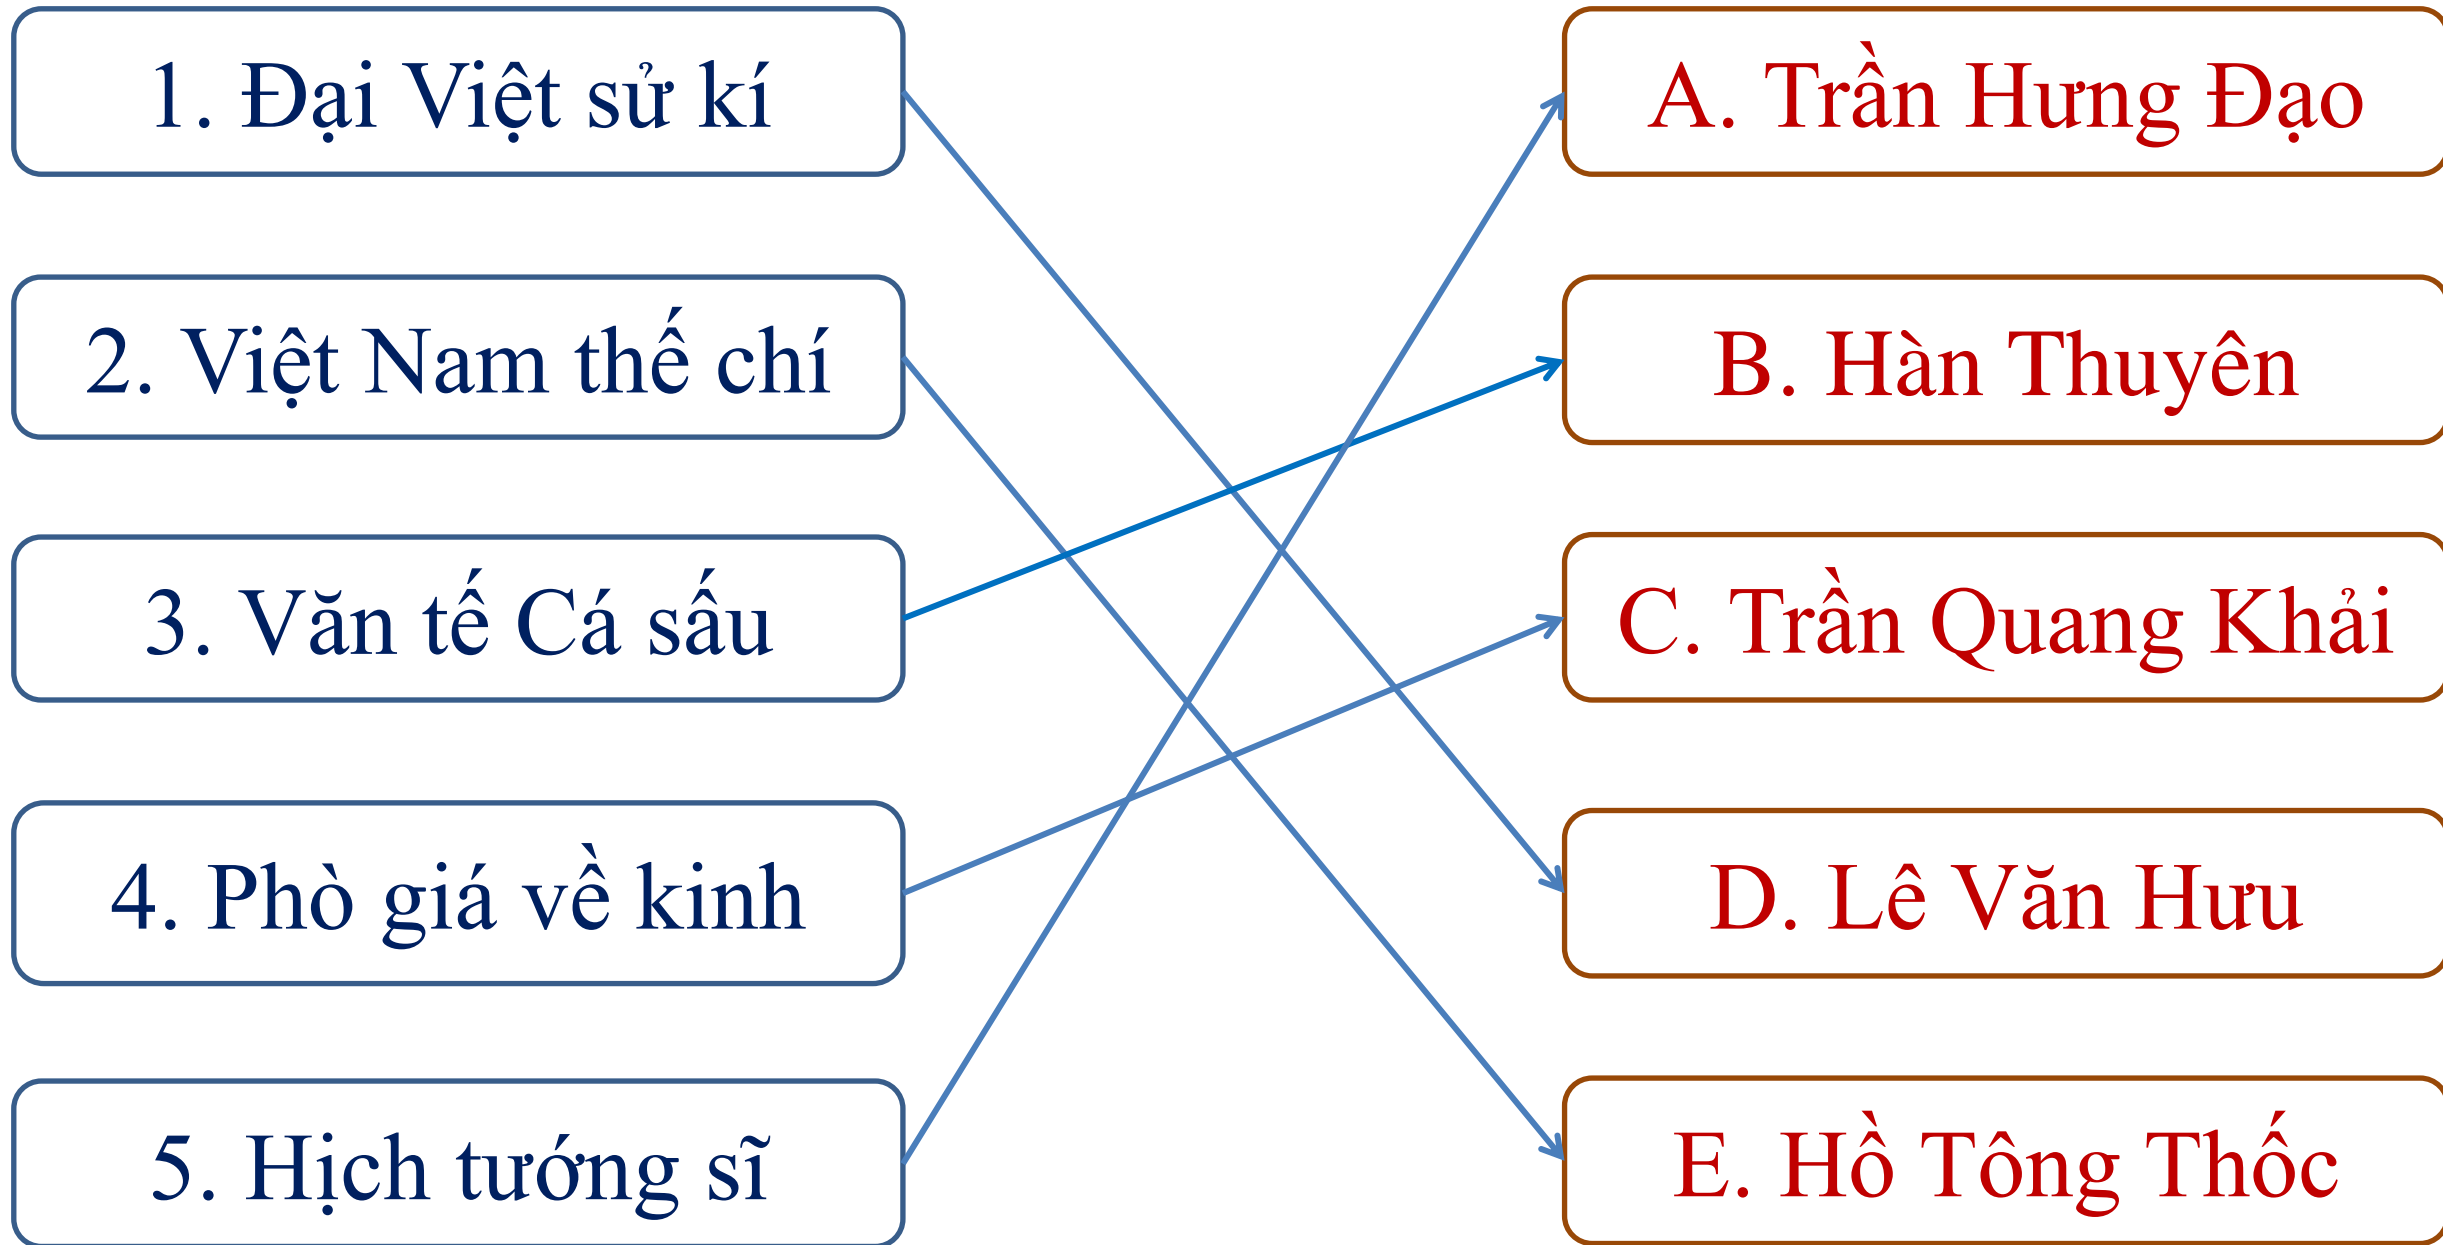 1. Đại Việt sử kí
A. Trần Hưng Đạo
2. Việt Nam thế chí
B. Hàn Thuyên
3. Văn tế Cá sấu
C. Trần Quang Khải
4. Phò giá về kinh
D. Lê Văn Hưu
5. Hịch tướng sĩ
E. Hồ Tông Thốc